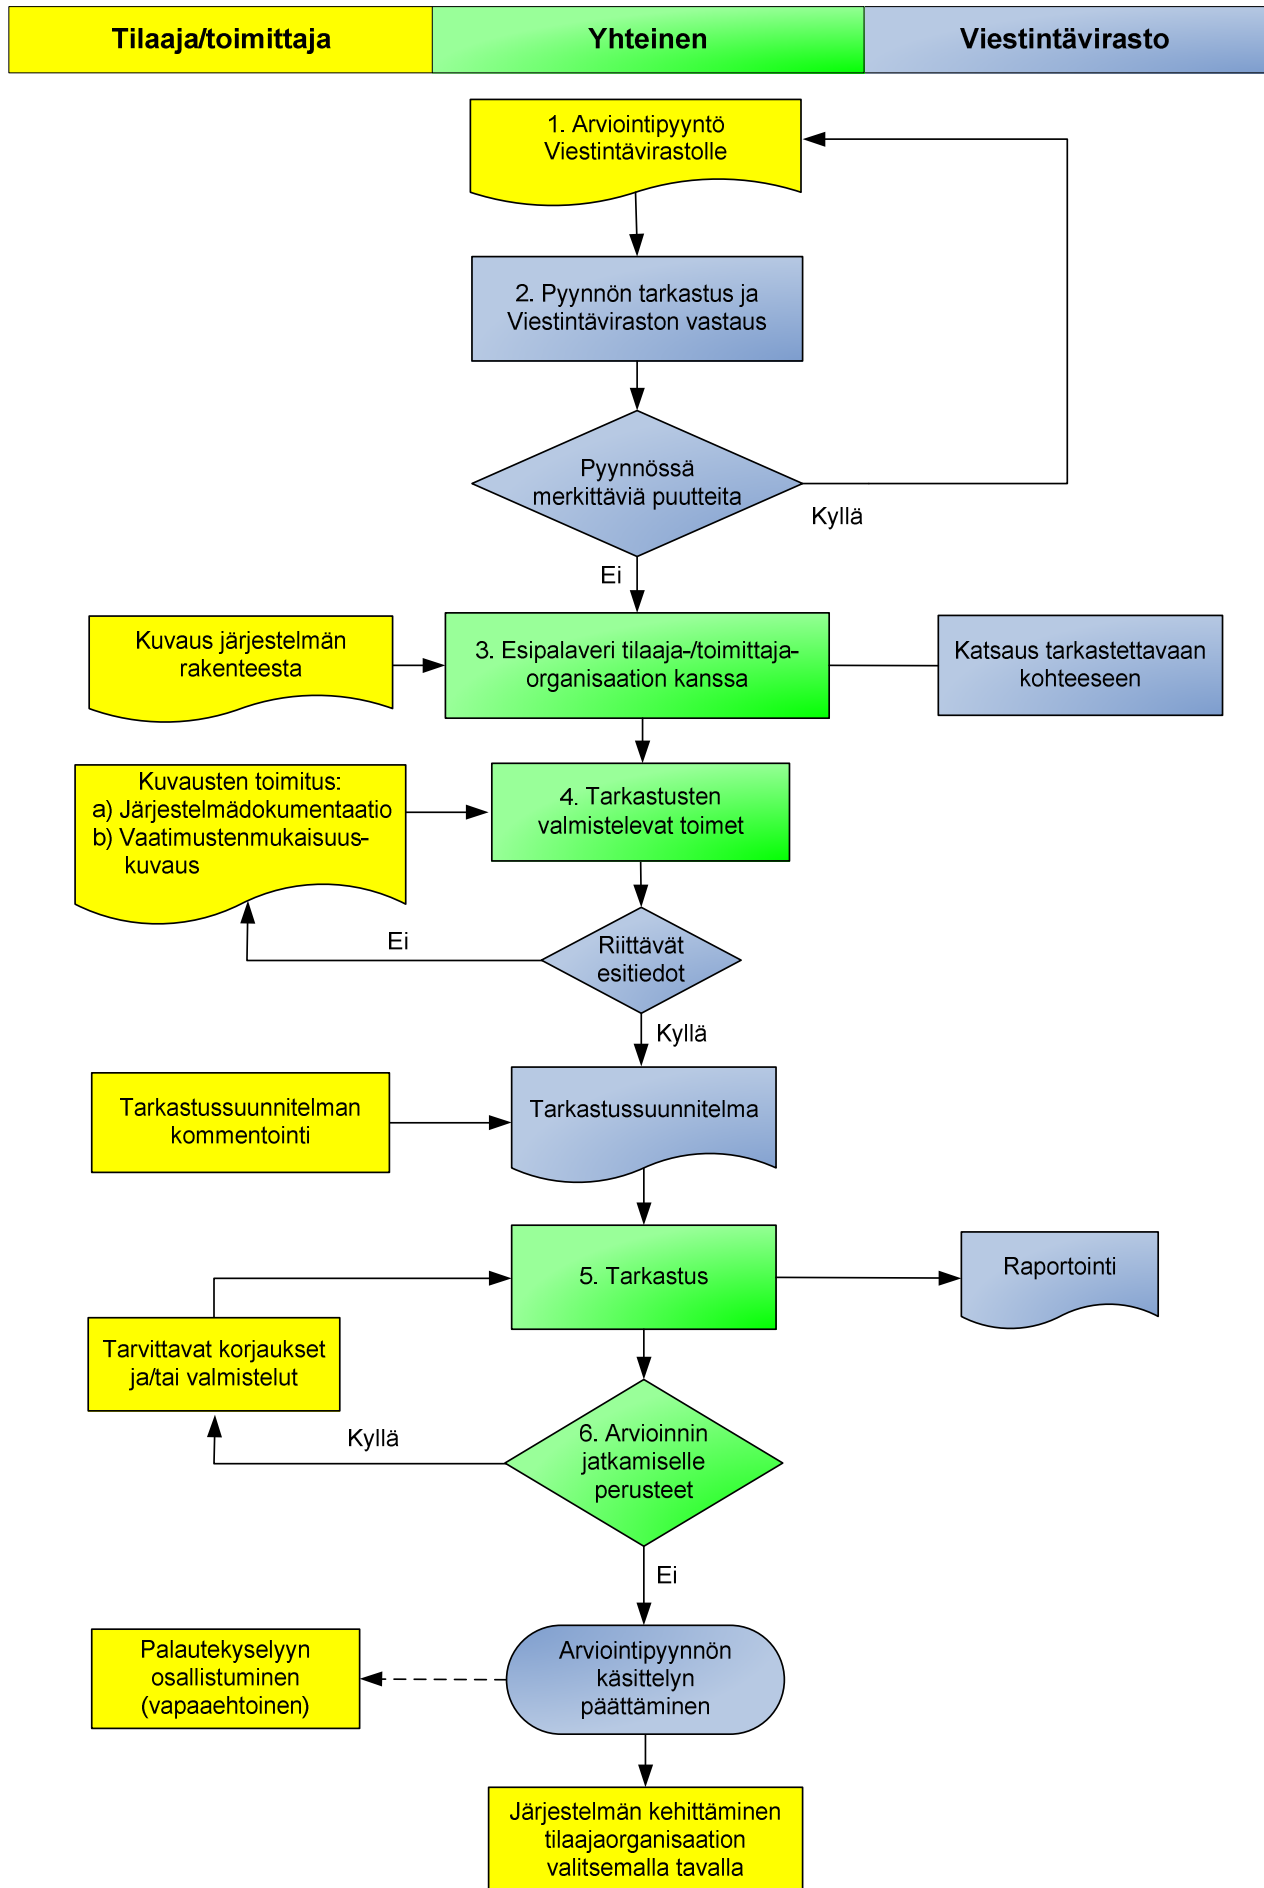 Tilaaja/toimittaja
Yhteinen
Viestintävirasto
1. Arviointipyyntö
Viestintävirastolle
2. Pyynnön tarkastus ja
Viestintäviraston vastaus
Pyynnössä
merkittäviä puutteita
Kyllä
Ei
Kuvaus järjestelmän
rakenteesta
3. Esipalaveri tilaaja-/toimittaja-
organisaation kanssa
Katsaus tarkastettavaan
kohteeseen
Kuvausten toimitus:
a) Järjestelmädokumentaatio
b) Vaatimustenmukaisuus-
kuvaus
4. Tarkastusten
valmistelevat toimet
Ei
Riittävät
esitiedot
Kyllä
Tarkastussuunnitelman
kommentointi
Tarkastussuunnitelma
5. Tarkastus
Raportointi
Tarvittavat korjaukset
ja/tai valmistelut
Kyllä
6. Arvioinnin
jatkamiselle
perusteet
Ei
Palautekyselyyn
osallistuminen
(vapaaehtoinen)
Arviointipyynnön
käsittelyn
päättäminen
Järjestelmän kehittäminen
tilaajaorganisaation
valitsemalla tavalla